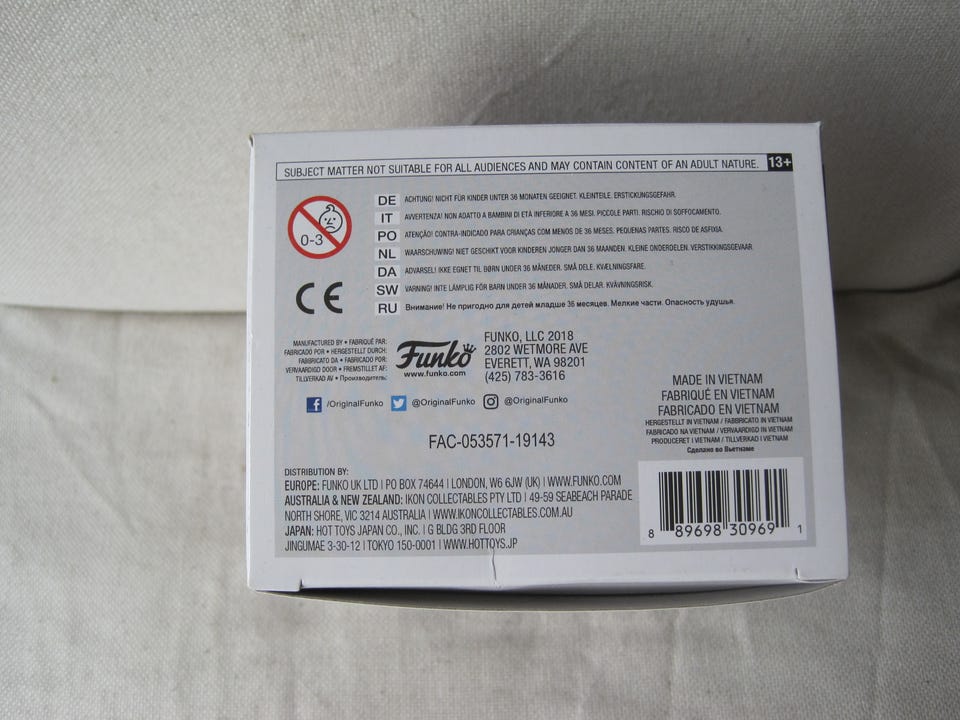 SUBJECT MATTER NOT SUITABLE FOR ALL AUDIENCES AND MAY CONTAIN CONTENT OF AN ADULT NATURE. 13+
0-3
DE ACHTUNG! NICHT FÜR KINDER UNTER 36 MONATEN GEEIGNET. KLEINTEILE. ERSTICKUNGSGEFAHR.
IT AVVERTENZA! NON ADATTO A BAMBINI DI ETÀ INFERIORE A 36 MESI. PICCOLE PARTI. RISCHIO DI SOFFOCAMENTO.
PO ATENÇÃO! CONTRA-INDICADO PARA CRIANÇAS COM MENOS DE 36 MESES. PEQUENAS PARTES. RISCO DE ASFIXIA.
NL WAARSCHUWING! NIET GESCHIKT VOOR KINDEREN JONGER DAN 36 MAANDEN. KLEINE ONDERDELEN. VERSTIKKINGSGEVAAR.
DA ADVARSEL! IKKE EGNET TIL BØRN UNDER 36 MÅNEDER. SMÅ DELE. KVÆLNINGSFARE.
SW VARNING! INTE LÄMPLIG FÖR BARN UNDER 36 MÅNADER. SMÅ DELAR. KVÄVNINGSRISK.
RU Внимание! Не пригодно для детей младше 36 месяцев. Мелкие части. Опасность удушья.
CE
MANUFACTURED BY • FABRIQUÉ PAR:
FABRICADO POR • HERGESTELLT DURCH:
FABBRICATO DA • FABRICADO POR:
VERVAARDIGD DOOR • FREMSTILLET AF:
TILLVERKAD AV • Производитель:
Funko
www.funko.com
FUNKO, LLC 2018
2802 WETMORE AVE
EVERETT, WA 98201
(425) 783-3616
/OriginalFunko @OriginalFunko @OriginalFunko
FAC-053571-19143
MADE IN VIETNAM
FABRIQUÉ EN VIETNAM
FABRICADO EN VIETNAM
HERGESTELLT IN VIETNAM / FABBRICATO IN VIETNAM
FABRICADO NA VIETNAM / VERVAARDIGD IN VIETNAM
PRODUCERET I VIETNAM / TILLVERKAD I VIETNAM
Сделано во Вьетнаме
DISTRIBUTION BY:
EUROPE: FUNKO UK LTD | PO BOX 74644 | LONDON, W6 6JW (UK) | WWW.FUNKO.COM
AUSTRALIA & NEW ZEALAND: IKON COLLECTABLES PTY LTD | 49-59 SEABEACH PARADE
NORTH SHORE, VIC 3214 AUSTRALIA | WWW.IKONCOLLECTABLES.COM.AU
JAPAN: HOT TOYS JAPAN CO., INC. | G BLDG 3RD FLOOR
JINGUMAE 3-30-12 | TOKYO 150-0001 | WWW.HOTTOYS.JP
8 89698 30969 1